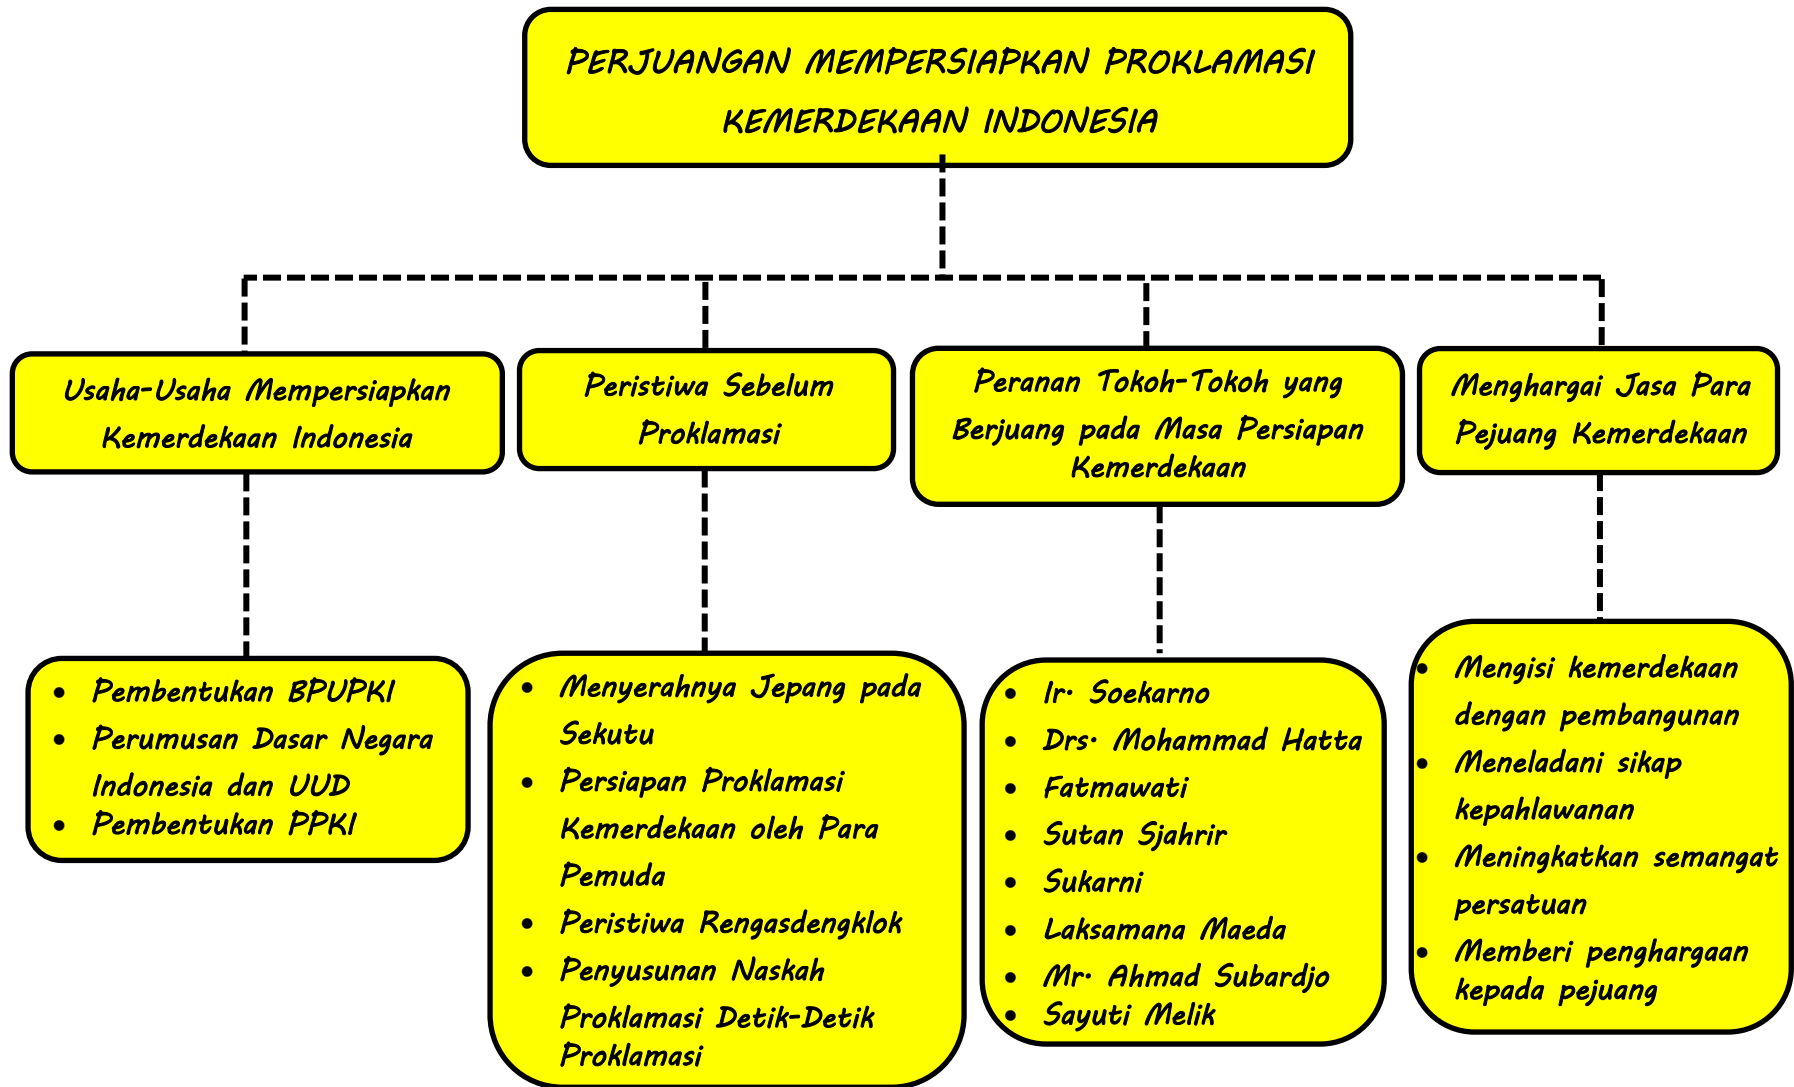 PERJUANGAN MEMPERSIAPKAN PROKLAMASI
KEMERDEKAAN INDONESIA
Usaha-Usaha Mempersiapkan
Kemerdekaan Indonesia
Peristiwa Sebelum
Proklamasi
Peranan Tokoh-Tokoh yang
Berjuang pada Masa Persiapan
Kemerdekaan
Menghargai Jasa Para
Pejuang Kemerdekaan
• Pembentukan BPUPKI
• Perumusan Dasar Negara
Indonesia dan UUD
• Pembentukan PPKI
• Menyerahnya Jepang pada
Sekutu
• Persiapan Proklamasi
Kemerdekaan oleh Para
Pemuda
• Peristiwa Rengasdengklok
• Penyusunan Naskah
Proklamasi Detik-Detik
Proklamasi
• Ir. Soekarno
• Drs. Mohammad Hatta
• Fatmawati
• Sutan Sjahrir
• Sukarni
• Laksamana Maeda
• Mr. Ahmad Subardjo
• Sayuti Melik
• Mengisi kemerdekaan
dengan pembangunan
• Meneladani sikap
kepahlawanan
• Meningkatkan semangat
persatuan
• Memberi penghargaan
kepada pejuang